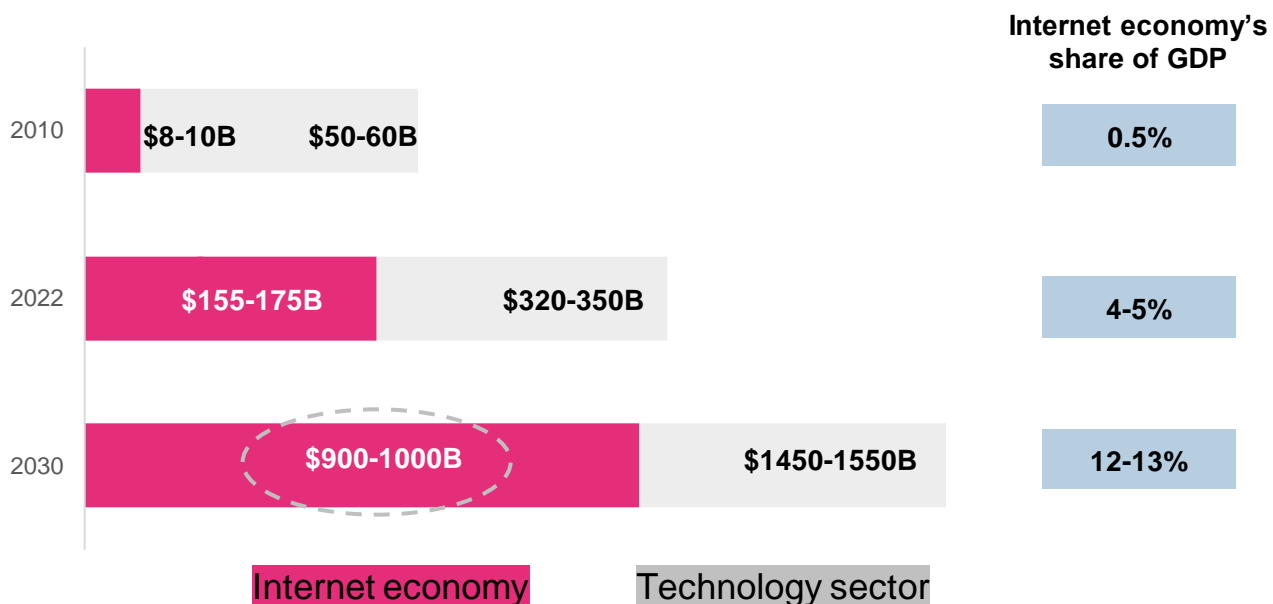 Internet economy's
share of GDP
2010
$8-10B
$50-60B
0.5%
2022
$155-175B
$320-350B
4-5%
2030
$900-1000B
$1450-1550B
12-13%
Internet economy
Technology sector